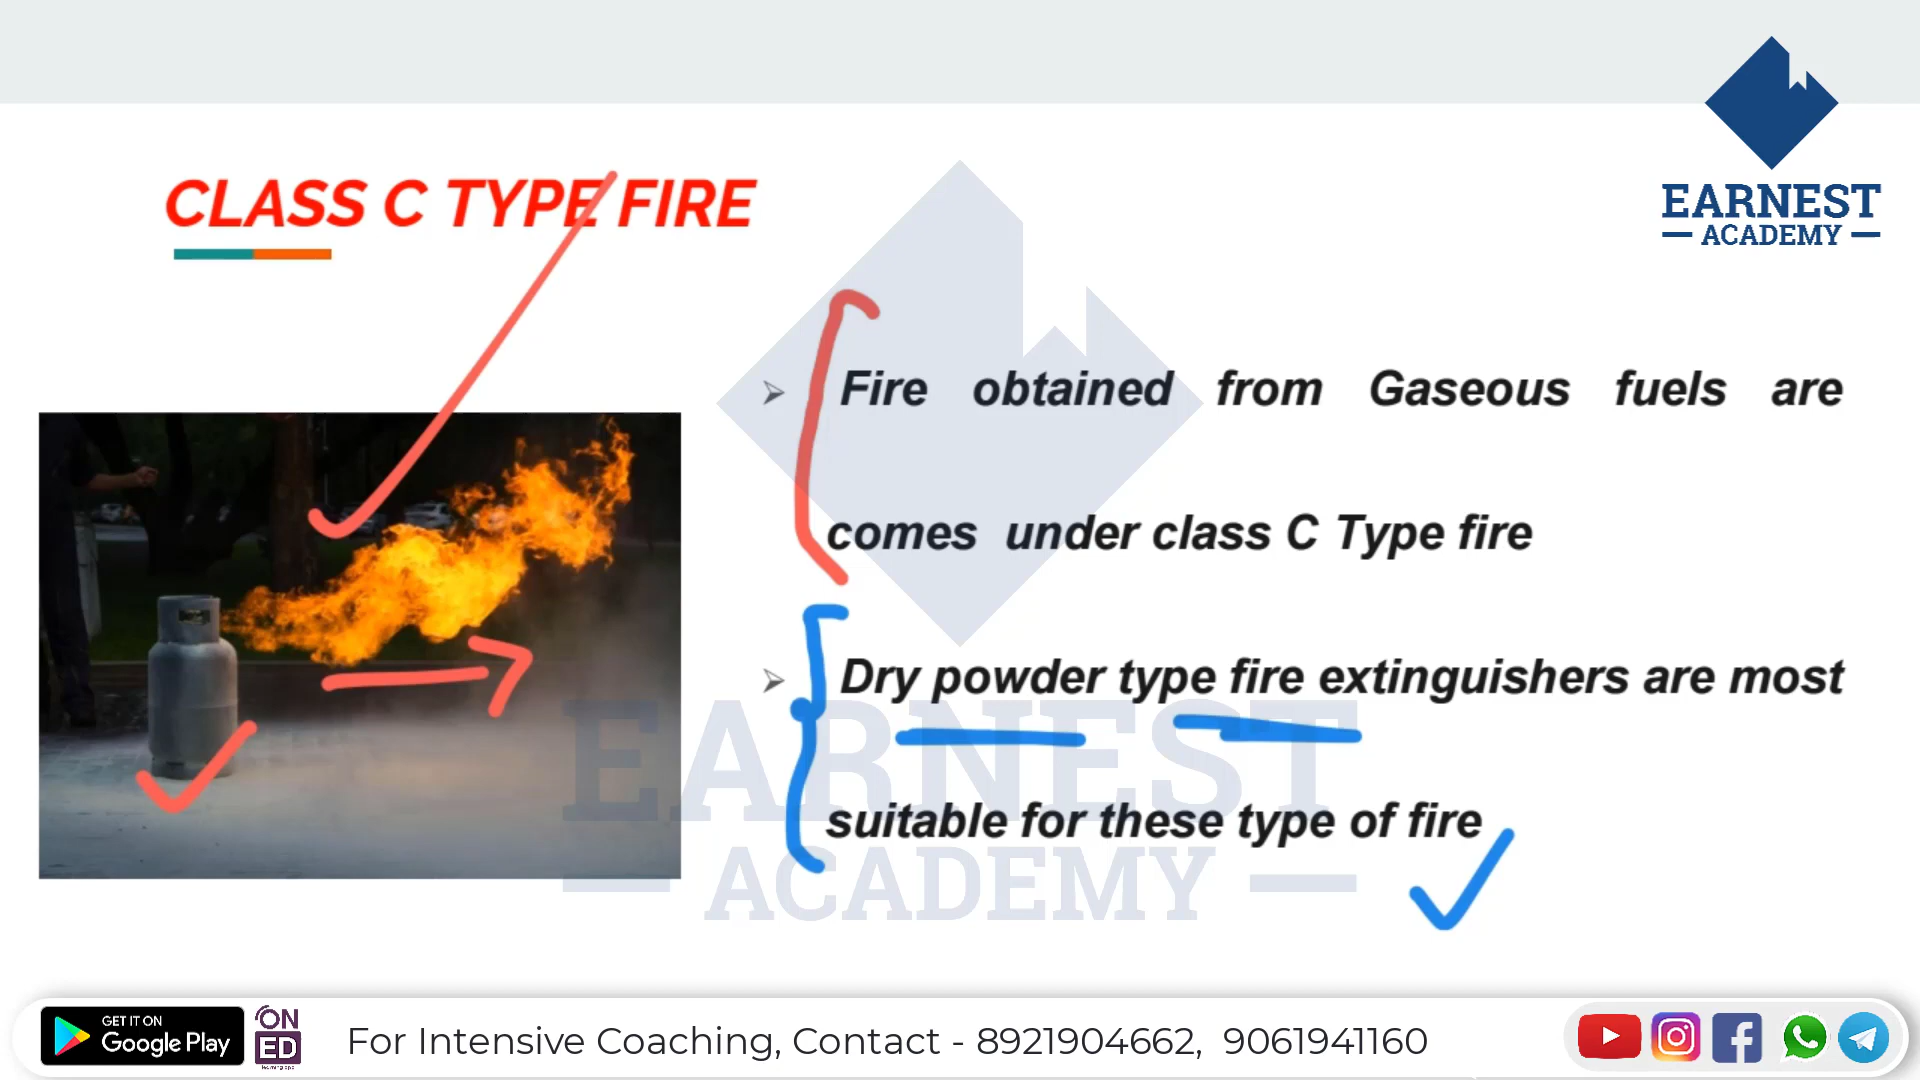 EARNEST
ACADEMY
CLASS C TYPE FIRE
Fire obtained from Gaseous fuels are
comes under class C Type fire
Dry powder type fire extinguishers are most
suitable for these type of fire
EARNEST
ACADEMY
GET IT ON
Google Play
ON
ED
learning app
For Intensive Coaching, Contact - 8921904662, 9061941160